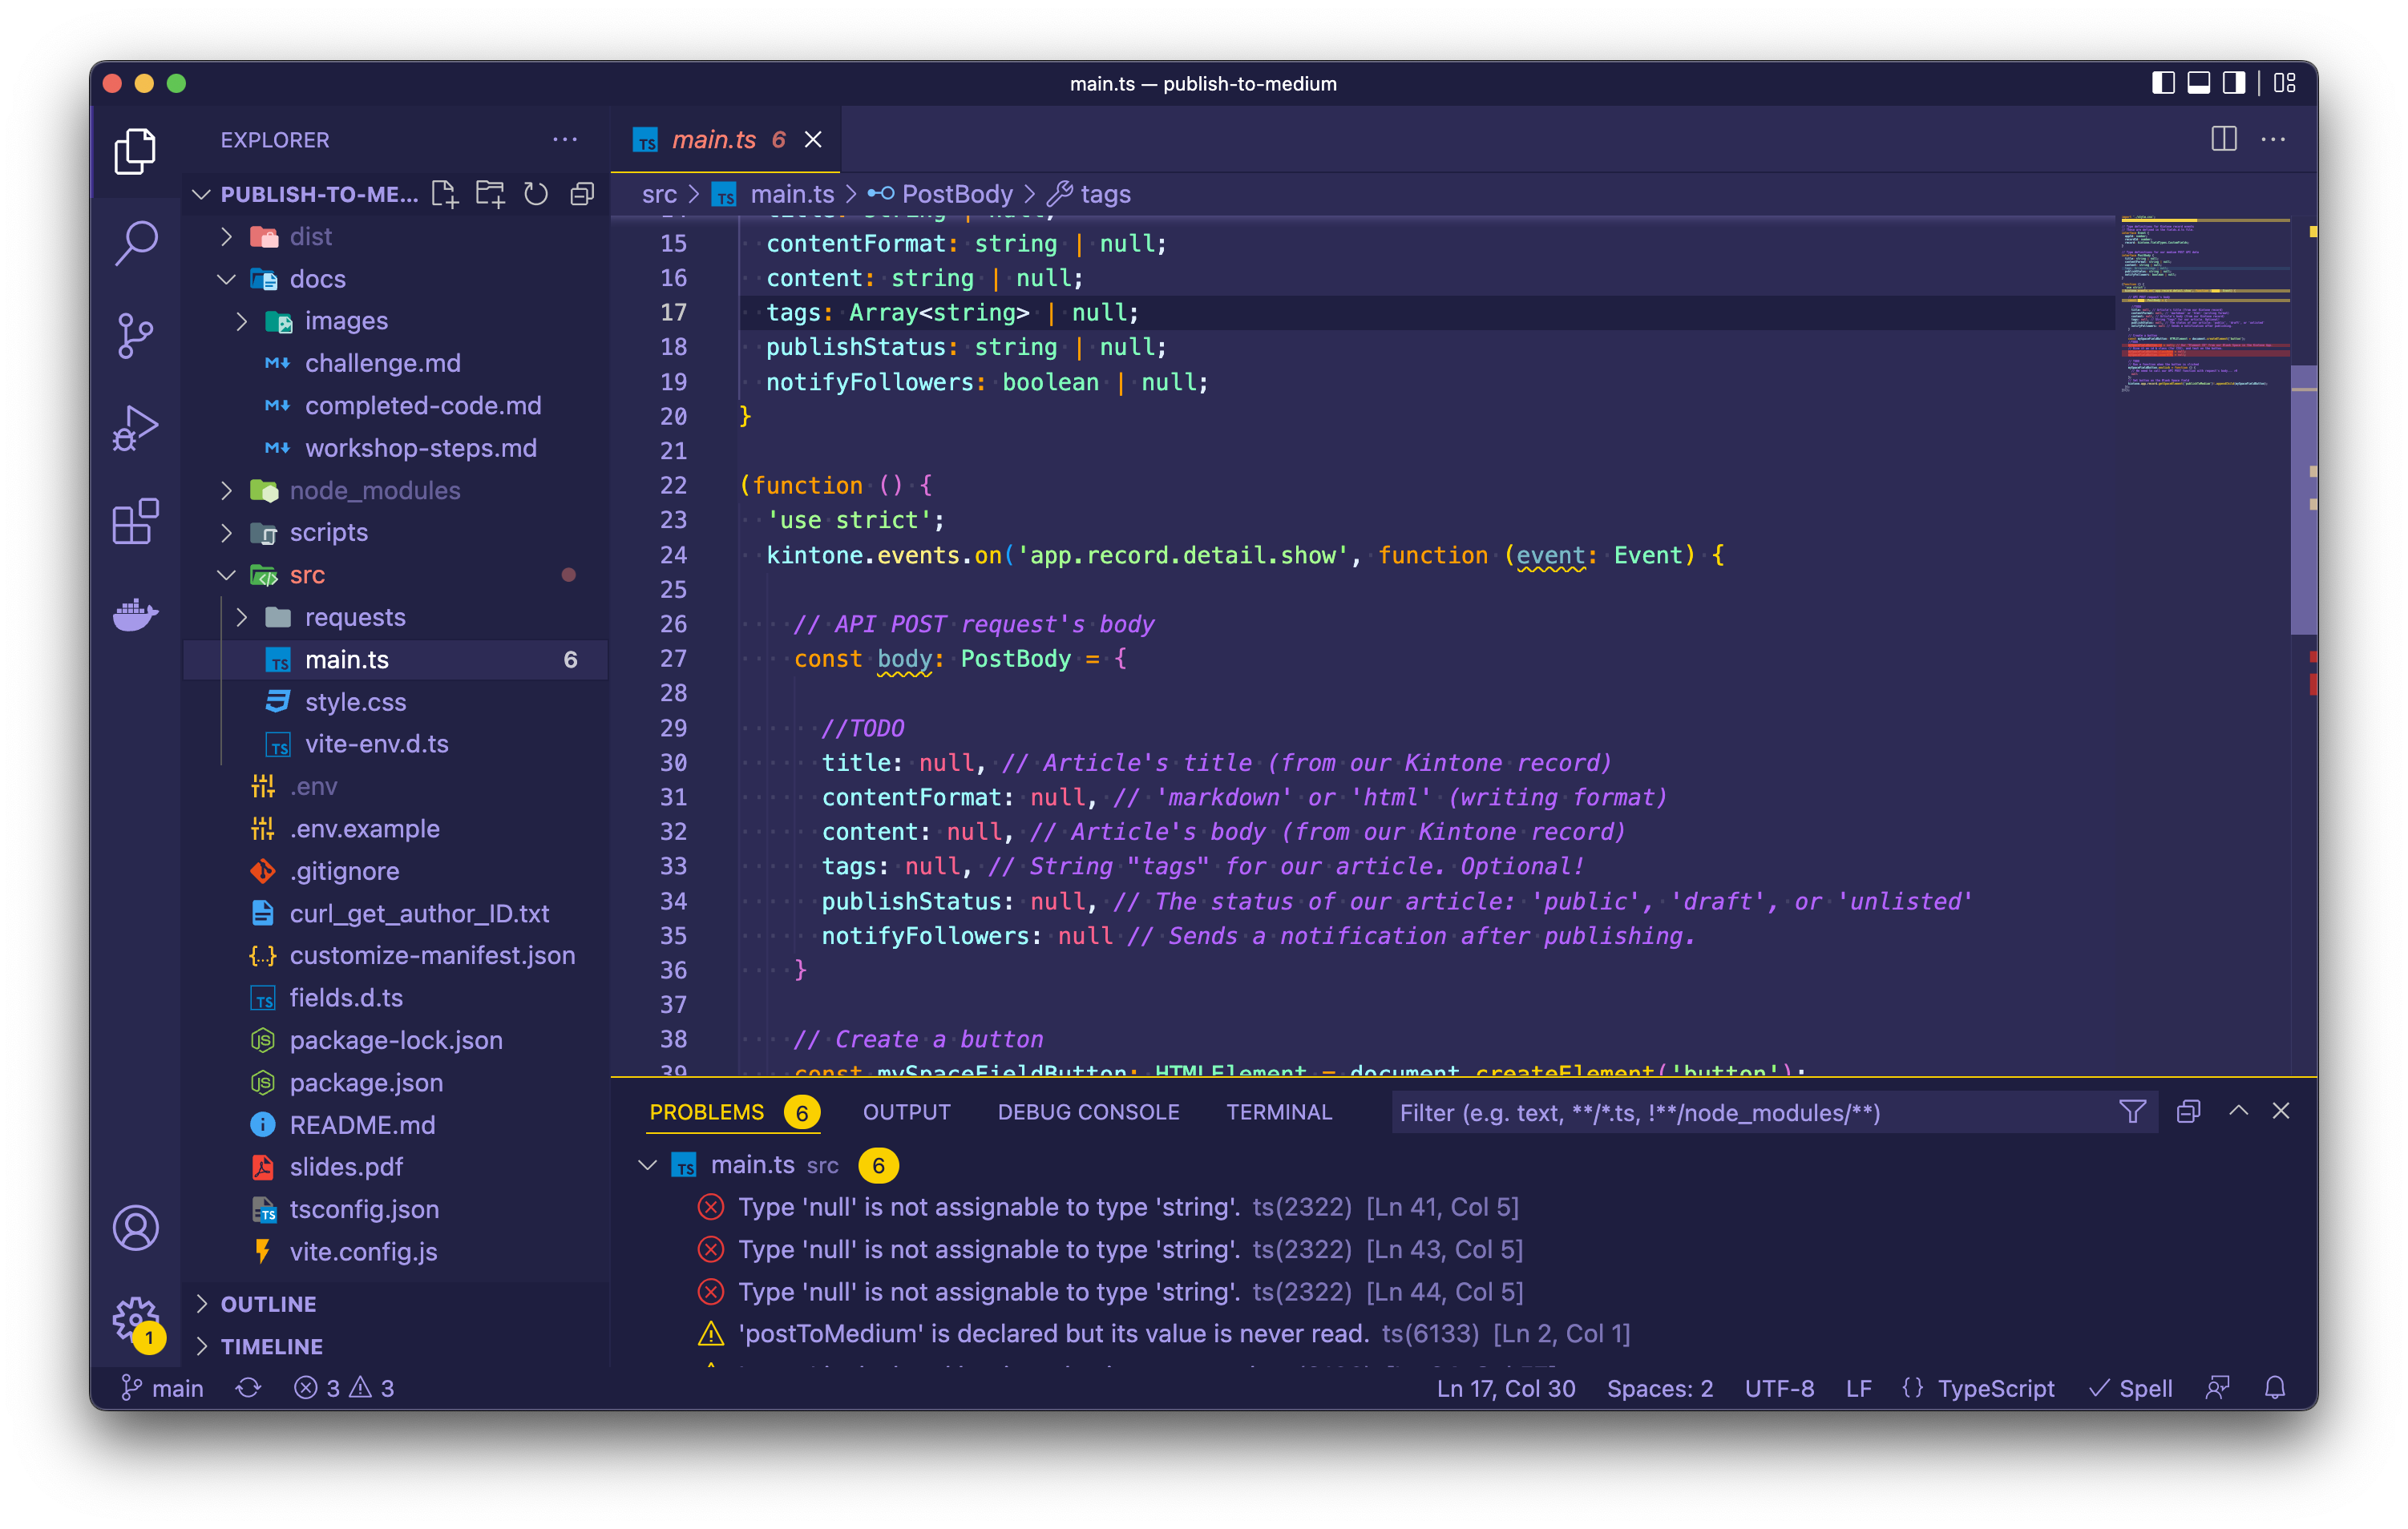 main.ts — publish-to-medium
EXPLORER
PUBLISH-TO-ME...
dist
docs
images
challenge.md
completed-code.md
workshop-steps.md
node_modules
scripts
src
requests
main.ts 6
style.css
vite-env.d.ts
.env
.env.example
.gitignore
curl_get_author_ID.txt
customize-manifest.json
fields.d.ts
package-lock.json
package.json
README.md
slides.pdf
tsconfig.json
vite.config.js
OUTLINE
TIMELINE
1
main.ts 6
src > main.ts > PostBody > tags
15 contentFormat: string | null;
16 content: string | null;
17 tags: Array<string> | null;
18 publishStatus: string | null;
19 notifyFollowers: boolean | null;
20 }
21
22 (function () {
23 'use strict';
24 kintone.events.on('app.record.detail.show', function (event: Event) {
25
26 // API POST request's body
27 const body: PostBody = {
28
29 //TODO
30 title: null, // Article's title (from our Kintone record)
31 contentFormat: null, // 'markdown' or 'html' (writing format)
32 content: null, // Article's body (from our Kintone record)
33 tags: null, // String "tags" for our article. Optional!
34 publishStatus: null, // The status of our article: 'public', 'draft', or 'unlisted'
35 notifyFollowers: null // Sends a notification after publishing.
36 }
37
38 // Create a button
39 const mySpaceFieldButton: HTMLElement = document.createElement('button');
PROBLEMS 6 OUTPUT DEBUG CONSOLE TERMINAL Filter (e.g. text, **/*.ts, !**/node_modules/**)
main.ts src 6
Type 'null' is not assignable to type 'string'. ts(2322) [Ln 41, Col 5]
Type 'null' is not assignable to type 'string'. ts(2322) [Ln 43, Col 5]
Type 'null' is not assignable to type 'string'. ts(2322) [Ln 44, Col 5]
'postToMedium' is declared but its value is never read. ts(6133) [Ln 2, Col 1]
main 3 3 Ln 17, Col 30 Spaces: 2 UTF-8 LF {} TypeScript Spell